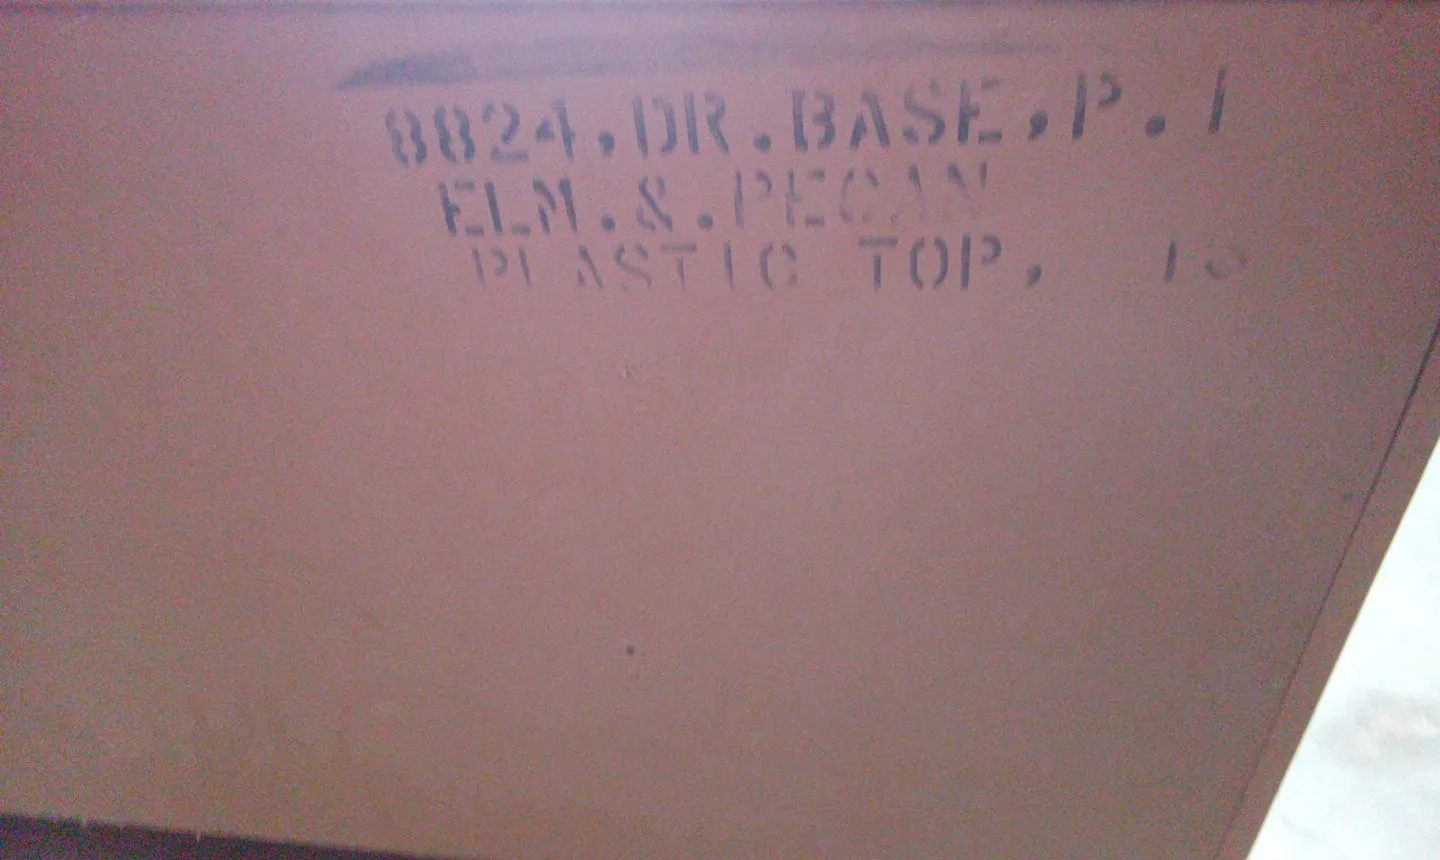 8824,DR.BASE,P.1
ELM.&.PECAN
PLASTIC TOP,